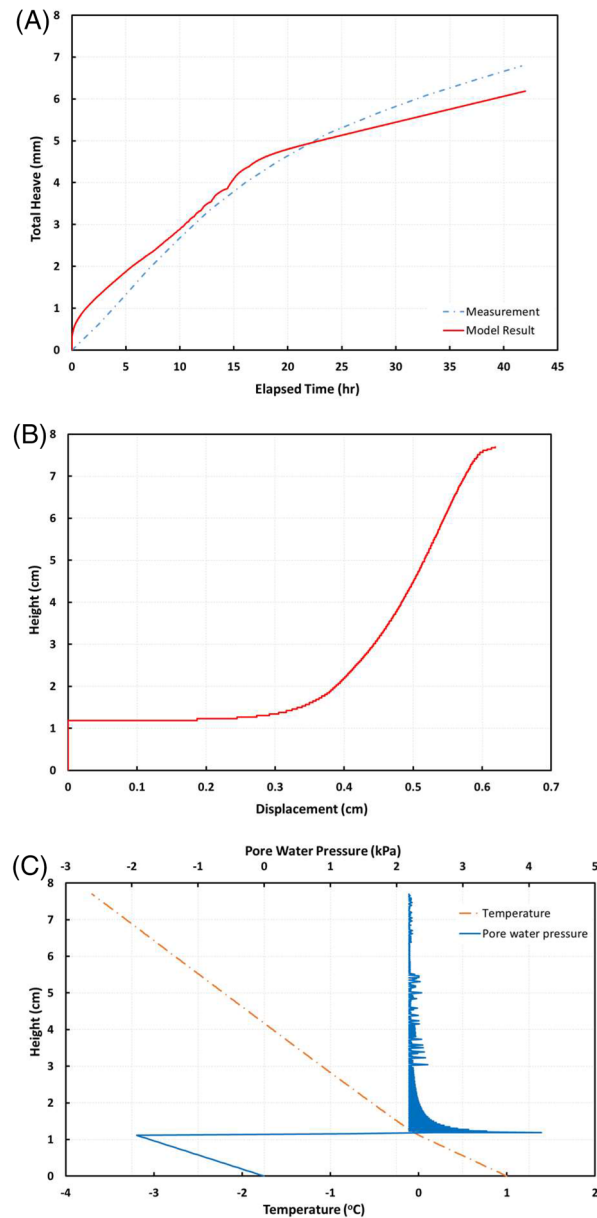 (A)
8
7
6
5
4
3
2
1
0
Total Heave (mm)
Measurement
Model Result
0 5 10 15 20 25 30 35 40 45
Elapsed Time (hr)
(B)
8
7
6
5
4
3
2
1
0
Height (cm)
0 0.1 0.2 0.3 0.4 0.5 0.6 0.7
Displacement (cm)
(C)
Pore Water Pressure (kPa)
-3 -2 -1 0 1 2 3 4 5
8
7
6
5
4
3
2
1
0
Height (cm)
Temperature
Pore water pressure
-4 -3 -2 -1 0 1 2
Temperature (°C)